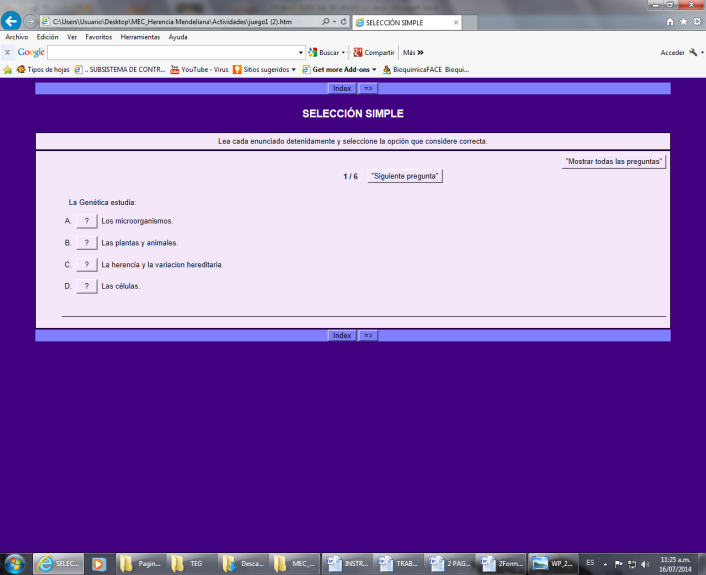 C:\Users\Usuario\Desktop\MEC_Herencia Mendeliana\Actividades\juego1 (2).htm
SELECCIÓN SIMPLE
Archivo Edición Ver Favoritos Herramientas Ayuda
x Google Buscar Compartir Más » Acceder
Tipos de hojas .. SUBSISTEMA DE CONTR... YouTube - Virus Sitios sugeridos Get more Add-ons BioquimicaFACE Bioqui...
Index =>
SELECCIÓN SIMPLE
Lea cada enunciado detenidamente y seleccione la opción que considere correcta.
"Mostrar todas las preguntas"
1 / 6 "Siguiente pregunta"
La Genética estudia:
A. ? Los microorganismos.
B. ? Las plantas y animales.
C. ? La herencia y la variacion hereditaria.
D. ? Las células.
Index =>
SELEC... Pagin... TEG Desca... MEC_... INSTR... TRAB... 2 PAG... 2Form... WP_2... ES 11:25 a.m.
16/07/2014